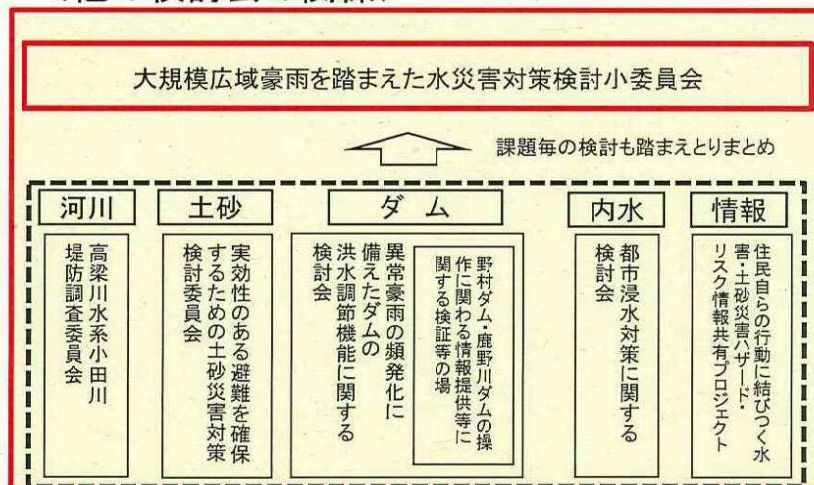 大規模広域豪雨を踏まえた水災害対策検討小委員会
課題毎の検討も踏まえとりまとめ
河川
高梁川水系小田川
堤防調査委員会
土砂
実効性のある避難を確保
するための土砂災害対策
検討委員会
ダム
異常豪雨の頻発化に
備えたダムの
洪水調節機能に関する
検討会
野村ダム・鹿野川ダムの操
作に関わる情報提供等に
関する検証等の場
内水
都市浸水対策に関する
検討会
情報
住民自らの行動に結びつく水
害・土砂災害ハザード・
リスク情報共有プロジェクト